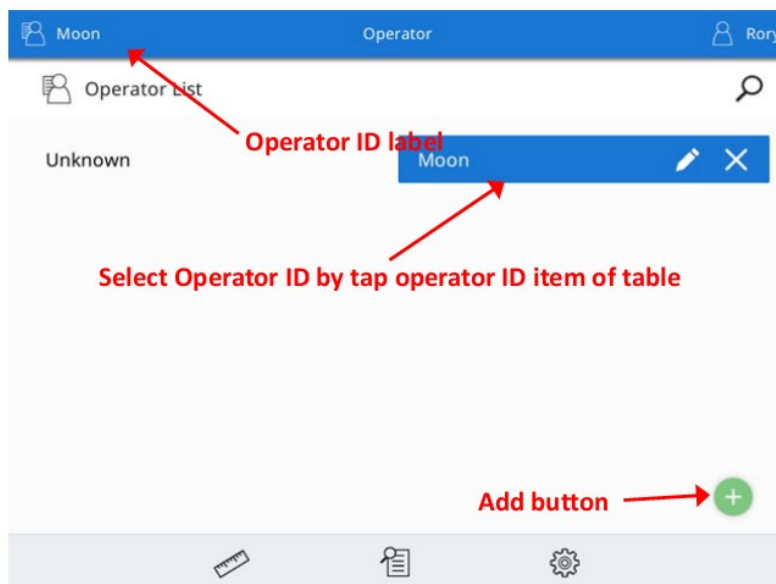 Moon Operator Rory
Operator List
Operator ID label
Unknown Moon
Select Operator ID by tap operator ID item of table
Add button